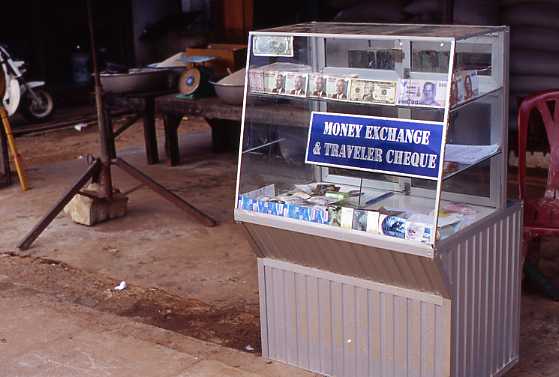 MONEY EXCHANGE
& TRAVELER CHEQUE